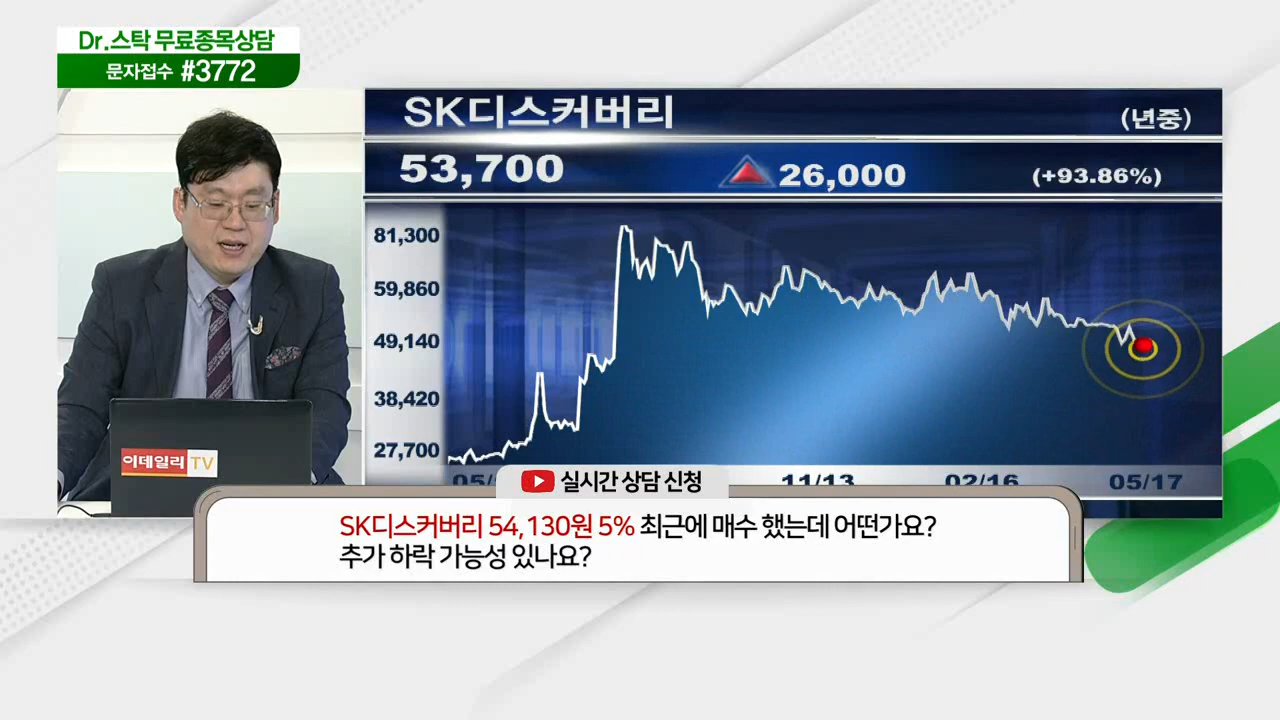 Dr.스탁 무료종목상담
문자접수 #3772
SK디스커버리 (년중)
53,700 26,000 (+93.86%)
81,300
59,860
49,140
38,420
27,700
11/13 02/16 05/17
이데일리 TV
실시간 상담 신청
SK디스커버리 54,130원 5% 최근에 매수 했는데 어떤가요?
추가 하락 가능성 있나요?